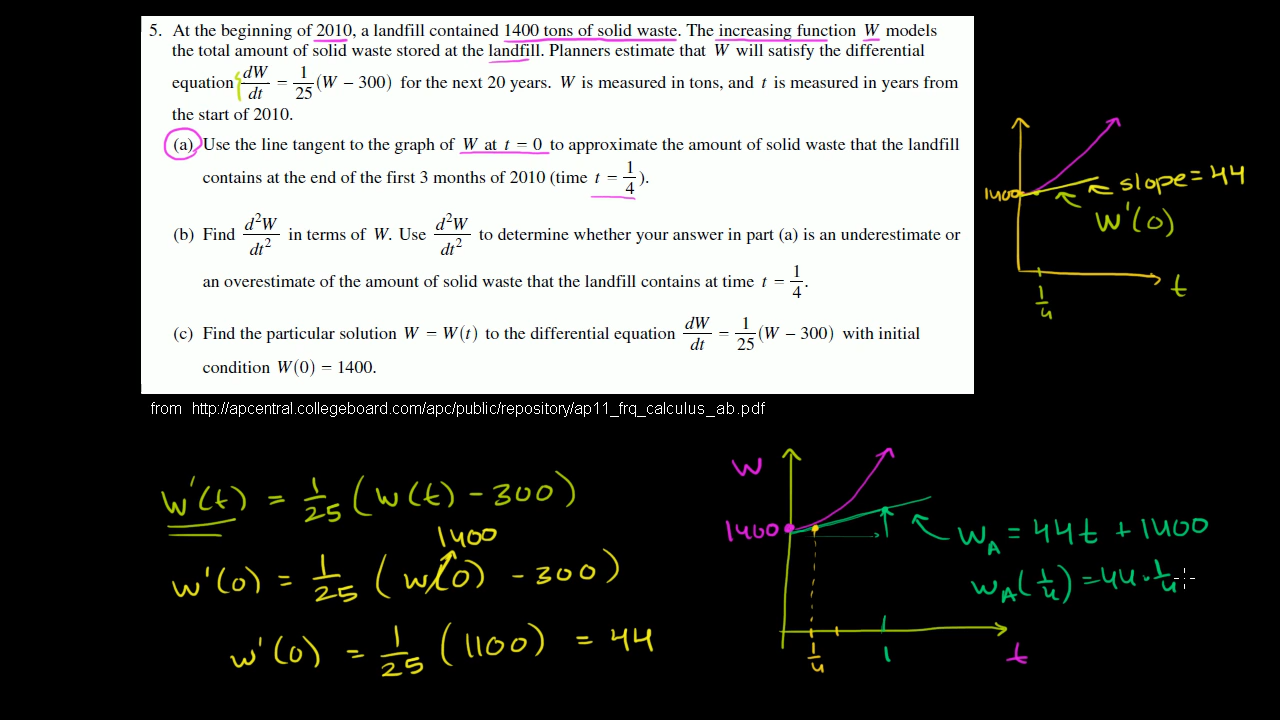 5. At the beginning of 2010, a landfill contained 1400 tons of solid waste. The increasing function W models
the total amount of solid waste stored at the landfill. Planners estimate that W will satisfy the differential
equation dW/dt = 1/25 (W − 300) for the next 20 years. W is measured in tons, and t is measured in years from
the start of 2010.
(a) Use the line tangent to the graph of W at t = 0 to approximate the amount of solid waste that the landfill
contains at the end of the first 3 months of 2010 (time t = 1/4).
(b) Find d²W/dt² in terms of W. Use d²W/dt² to determine whether your answer in part (a) is an underestimate or
an overestimate of the amount of solid waste that the landfill contains at time t = 1/4.
(c) Find the particular solution W = W(t) to the differential equation dW/dt = 1/25 (W − 300) with initial
condition W(0) = 1400.
from http://apcentral.collegeboard.com/apc/public/repository/ap11_frq_calculus_ab.pdf
1400
slope = 44
W'(0)
t
1/4
W'(t) = 1/25 (W(t) - 300)
1400
W'(0) = 1/25 (W(0) - 300)
W'(0) = 1/25 (1100) = 44
W
1400
W_A = 44t + 1400
W_A(1/4) = 44 · 1/4
1/4
1
t